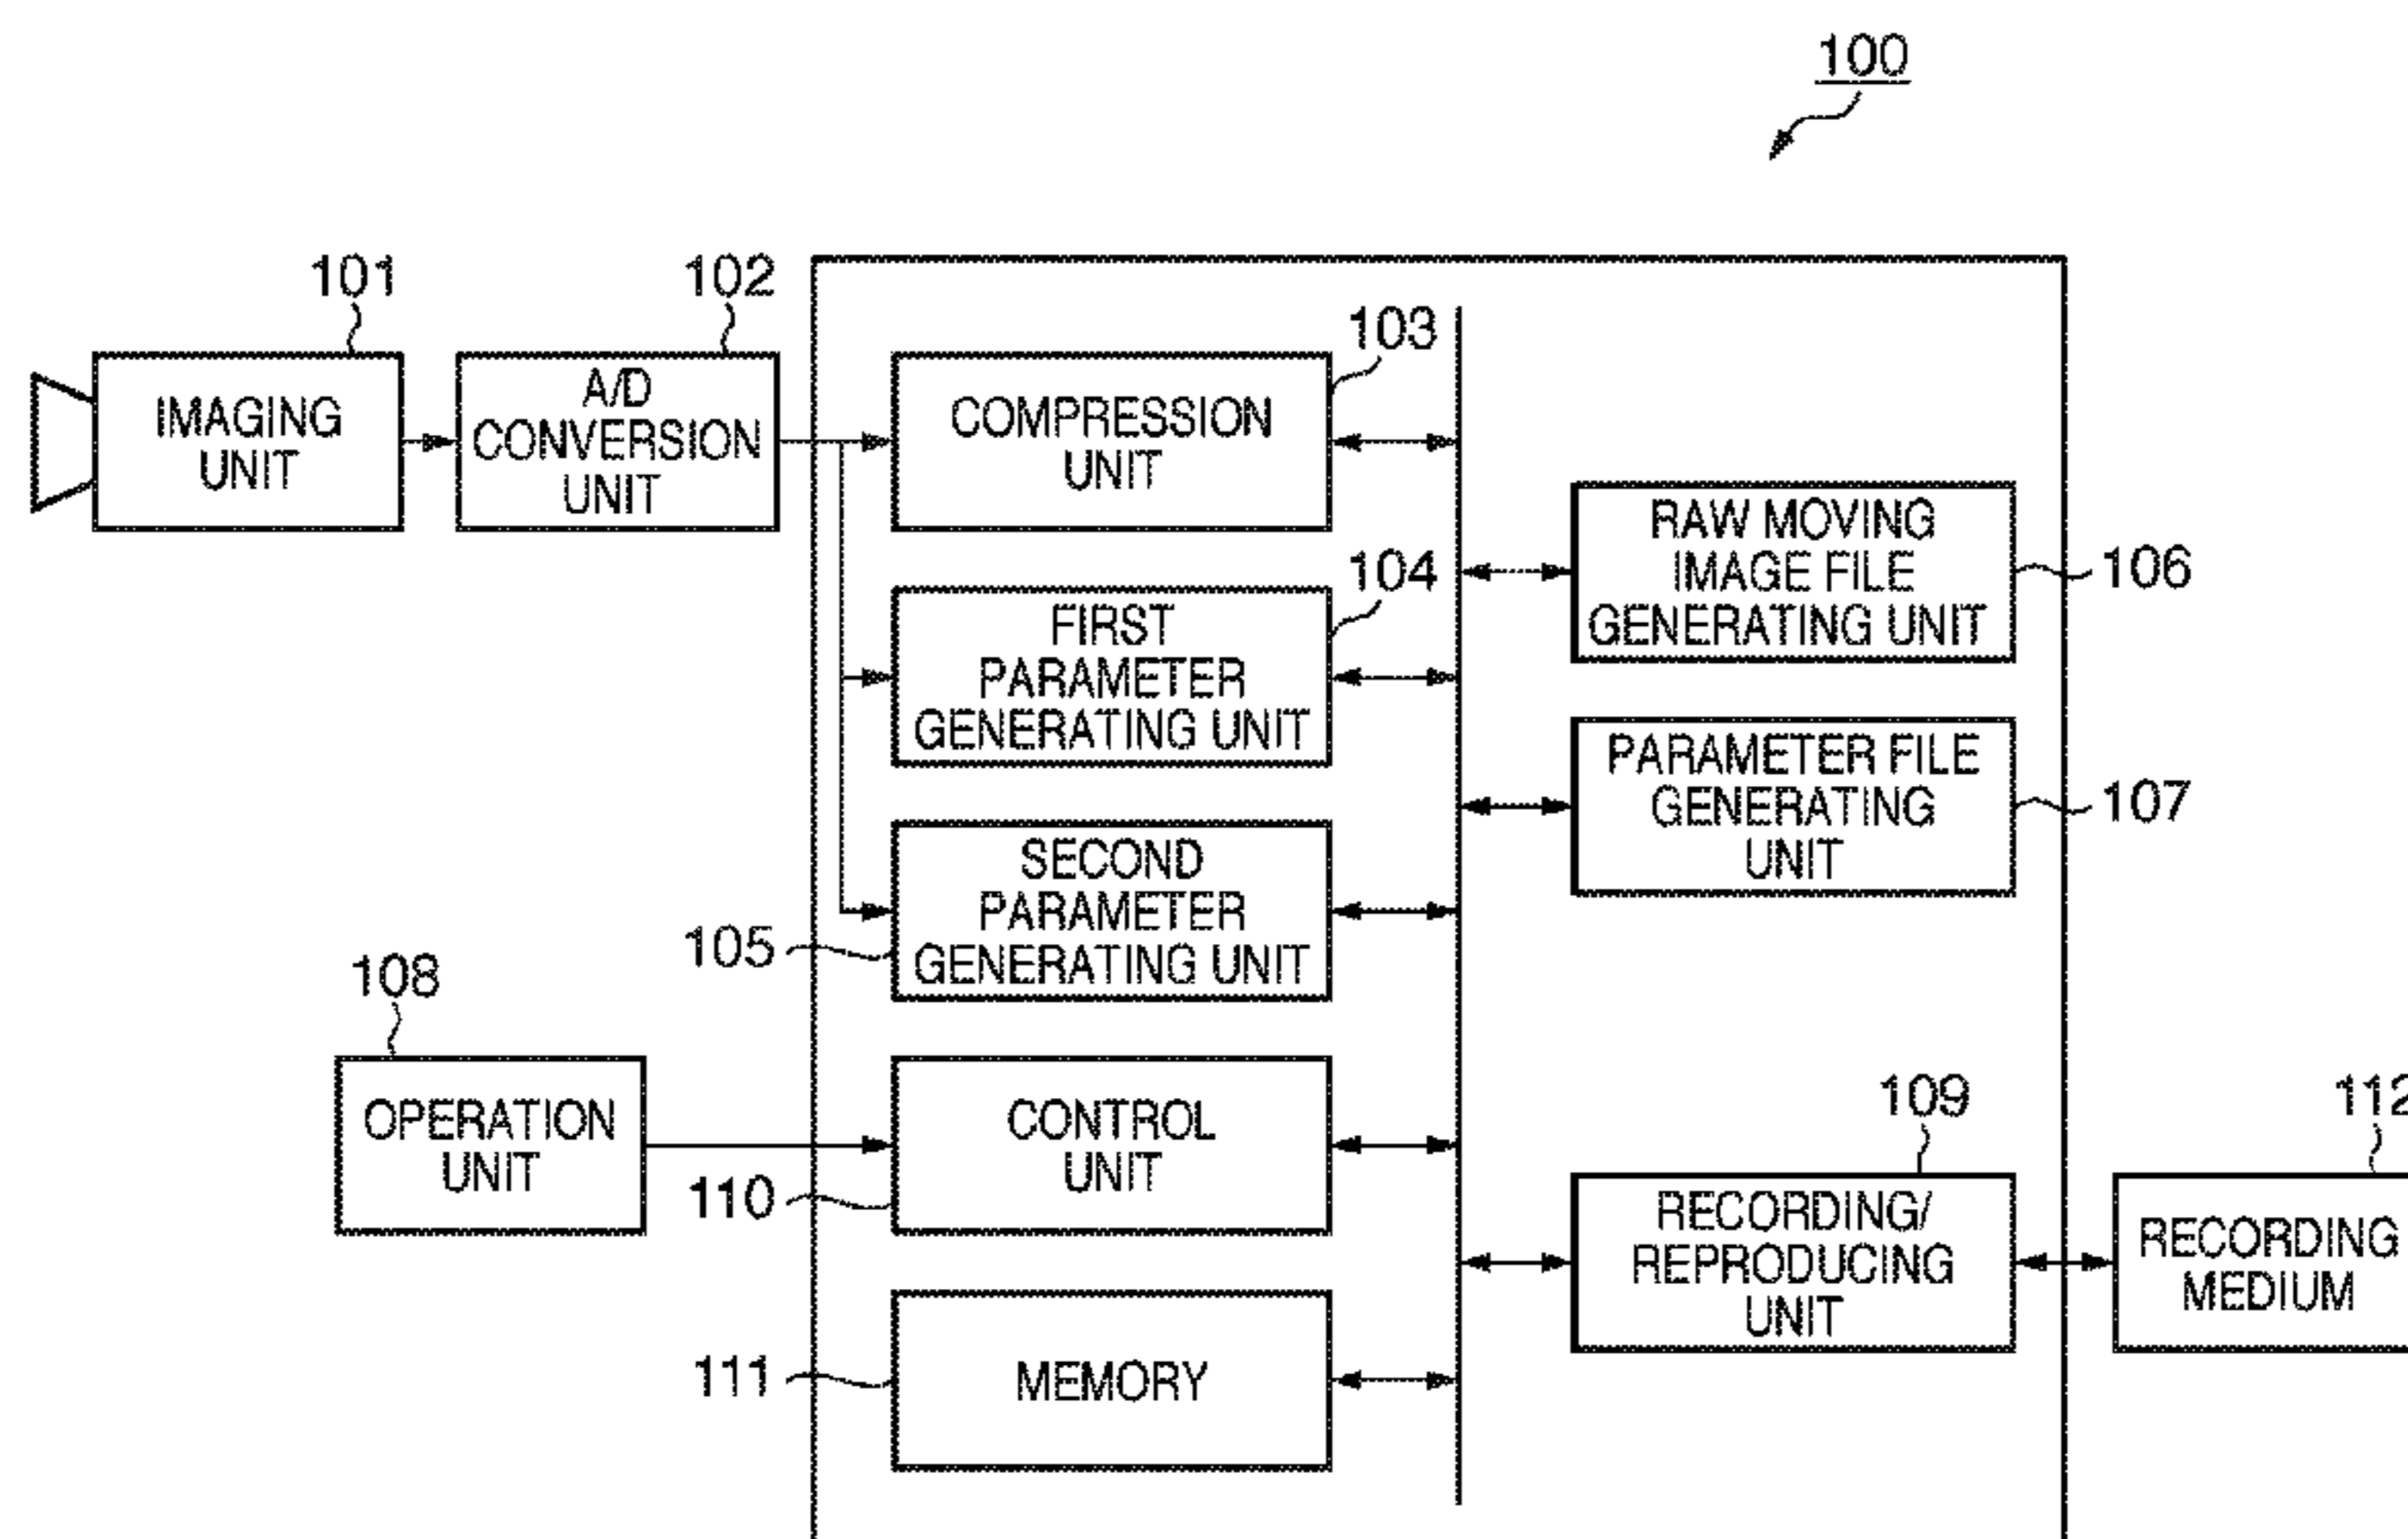 100
101
102
103
IMAGING
UNIT
A/D
CONVERSION
UNIT
COMPRESSION
UNIT
RAW MOVING
IMAGE FILE
GENERATING UNIT
106
104
FIRST
PARAMETER
GENERATING UNIT
PARAMETER FILE
GENERATING
UNIT
107
SECOND
PARAMETER
GENERATING UNIT
105
108
OPERATION
UNIT
CONTROL
UNIT
110
109
112
RECORDING/
REPRODUCING
UNIT
RECORDING
MEDIUM
111
MEMORY